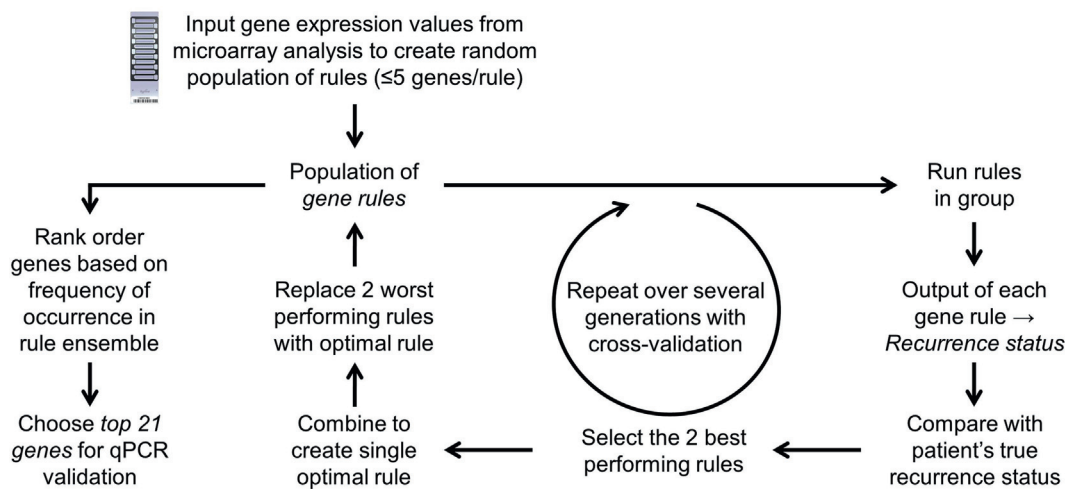 Input gene expression values from
microarray analysis to create random
population of rules (≤5 genes/rule)
Population of
gene rules
Run rules
in group
Output of each
gene rule →
Recurrence status
Compare with
patient's true
recurrence status
Select the 2 best
performing rules
Combine to
create single
optimal rule
Replace 2 worst
performing rules
with optimal rule
Repeat over several
generations with
cross-validation
Rank order
genes based on
frequency of
occurrence in
rule ensemble
Choose top 21
genes for qPCR
validation